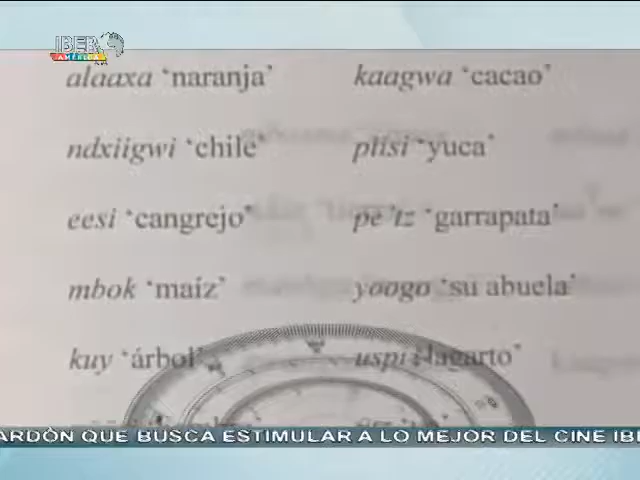 IBER
AMÉRICA
alaaxa ‘naranja’ kaagwa ‘cacao’
ndxiigwi ‘chile’ piisi ‘yuca’
eesi ‘cangrejo’ pe’tz ‘garrapata’
mbok ‘maíz’ yoogo ‘su abuela’
kuy ‘árbol’ uspi ‘lagarto’
ARDÓN QUE BUSCA ESTIMULAR A LO MEJOR DEL CINE IBE